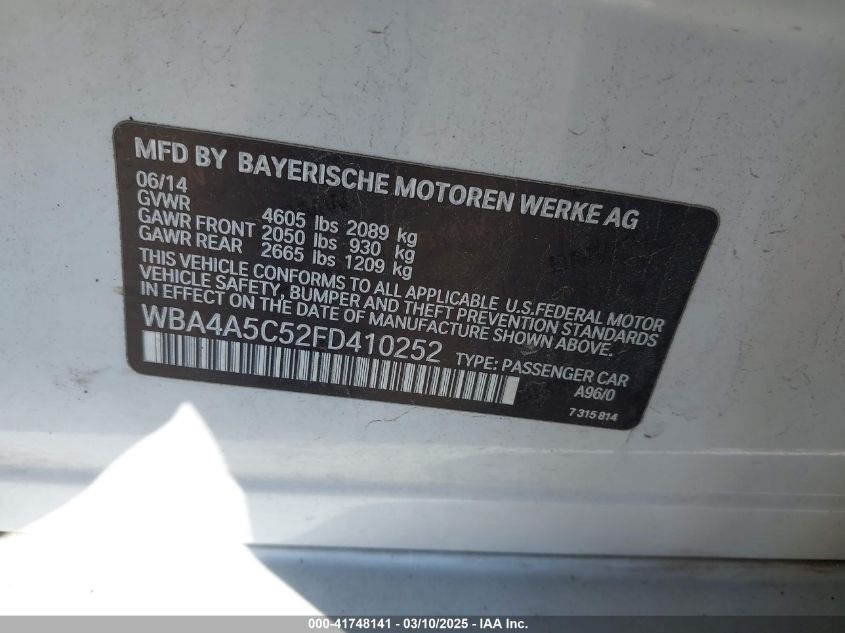 MFD BY BAYERISCHE MOTOREN WERKE AG
06/14
GVWR 4605 lbs 2089 kg
GAWR FRONT 2050 lbs 930 kg
GAWR REAR 2665 lbs 1209 kg
THIS VEHICLE CONFORMS TO ALL APPLICABLE U.S.FEDERAL MOTOR
VEHICLE SAFETY, BUMPER AND THEFT PREVENTION STANDARDS
IN EFFECT ON THE DATE OF MANUFACTURE SHOWN ABOVE.
WBA4A5C52FD410252
TYPE: PASSENGER CAR
A96/0
7 315 814
000-41748141 — 03/10/2025 — IAA Inc.